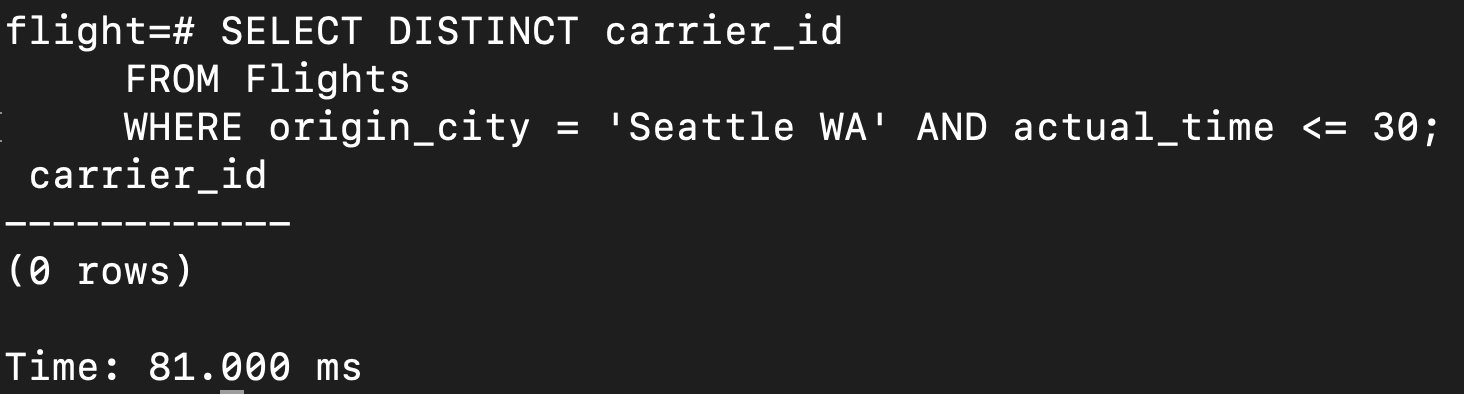 flight=# SELECT DISTINCT carrier_id
FROM Flights
WHERE origin_city = 'Seattle WA' AND actual_time <= 30;
carrier_id
------------
(0 rows)
Time: 81.000 ms